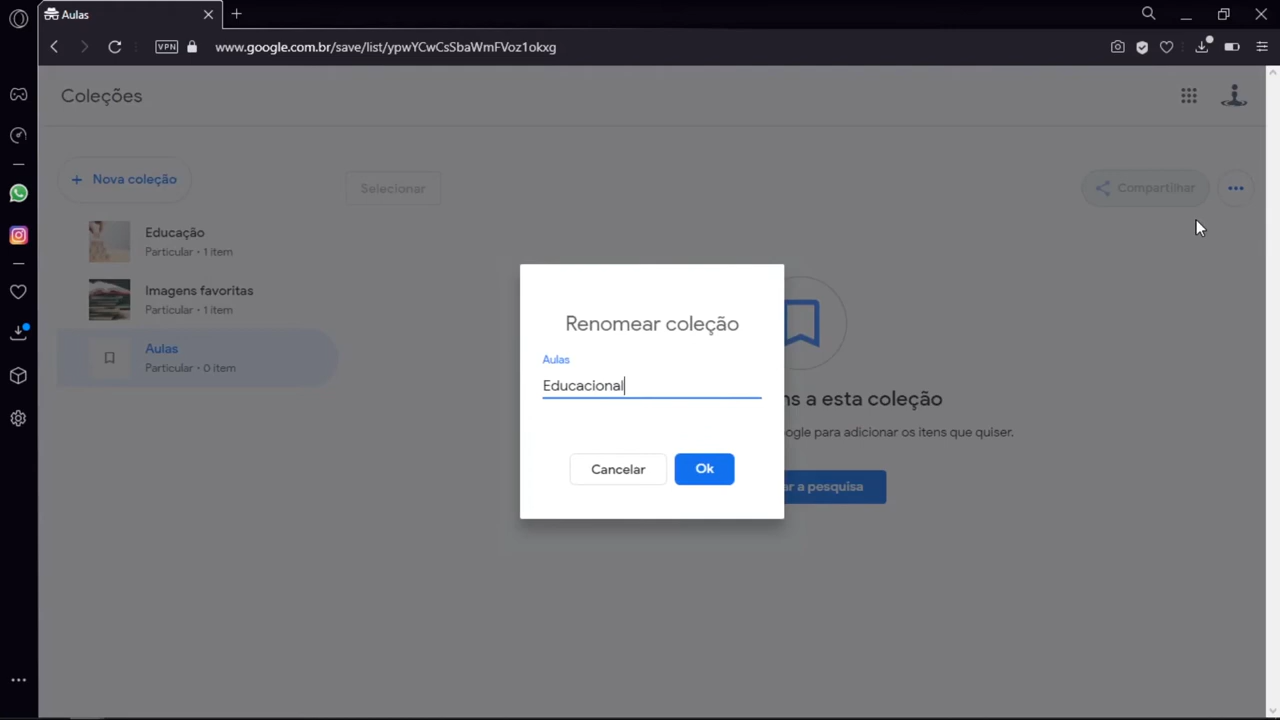 Aulas
VPN
www.google.com.br/save/list/ypwYCwCsSbaWmFVoz1okxg
Coleções
Nova coleção
Selecionar
Compartilhar
Educação
Particular • 1 item
Imagens favoritas
Particular • 1 item
Aulas
Particular • 0 item
Renomear coleção
Aulas
Educacional
Cancelar
Ok
ns a esta coleção
ogle para adicionar os itens que quiser.
ar a pesquisa